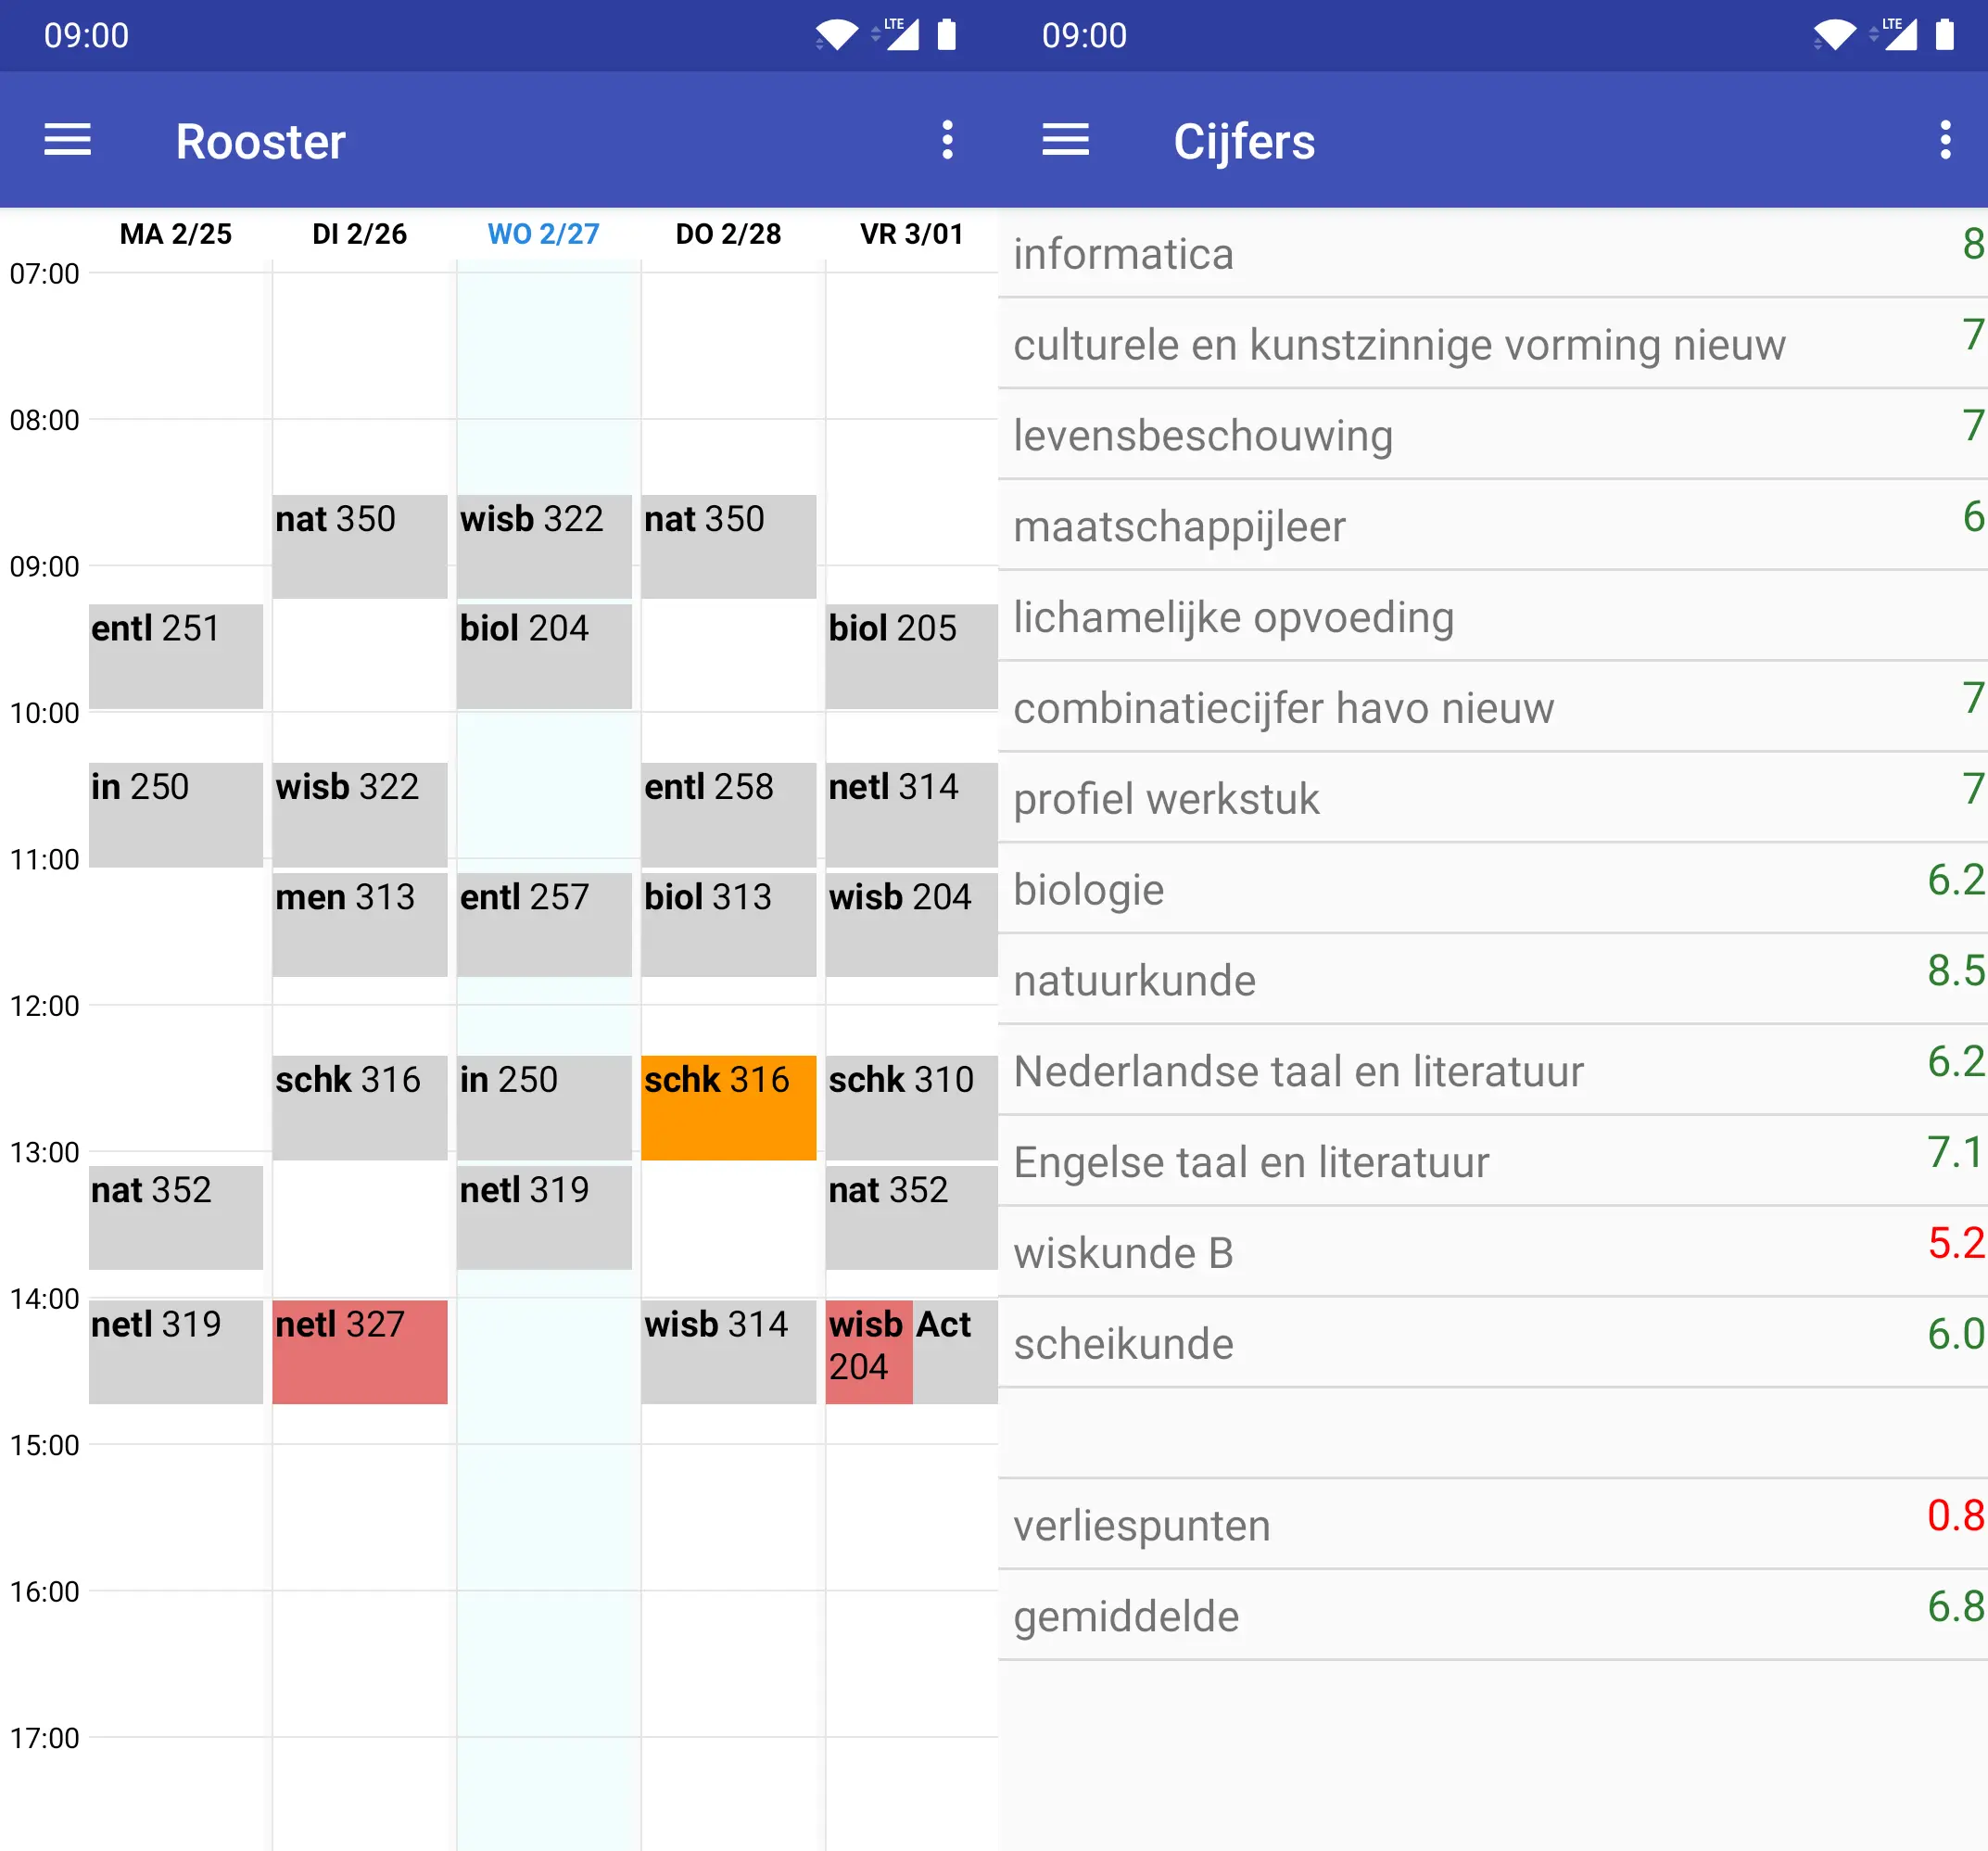 09:00
LTE
Rooster
MA 2/25 DI 2/26 WO 2/27 DO 2/28 VR 3/01
07:00
08:00
nat 350 wisb 322 nat 350
09:00
entl 251 biol 204 biol 205
10:00
in 250 wisb 322 entl 258 netl 314
11:00
men 313 entl 257 biol 313 wisb 204
12:00
schk 316 in 250 schk 316 schk 310
13:00
nat 352 netl 319 nat 352
14:00
netl 319 netl 327 wisb 314 wisb Act
204
15:00
16:00
17:00
09:00
LTE
Cijfers
informatica 8
culturele en kunstzinnige vorming nieuw 7
levensbeschouwing 7
maatschappijleer 6
lichamelijke opvoeding
combinatiecijfer havo nieuw 7
profiel werkstuk 7
biologie 6.2
natuurkunde 8.5
Nederlandse taal en literatuur 6.2
Engelse taal en literatuur 7.1
wiskunde B 5.2
scheikunde 6.0
verliespunten 0.8
gemiddelde 6.8